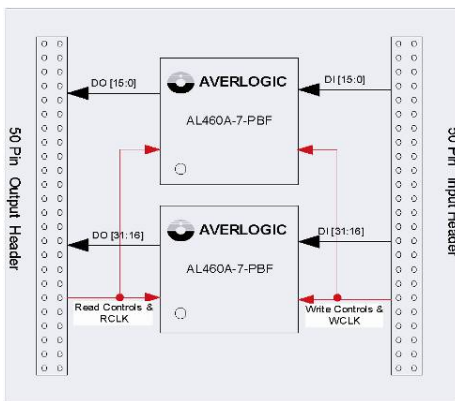 DO [15:0]
AVERLOGIC
DI [15:0]
AL460A-7-PBF
50 Pin Output Header
50 Pin Input Header
DO [31:16]
AVERLOGIC
DI [31:16]
AL460A-7-PBF
Read Controls &
RCLK
Write Controls &
WCLK